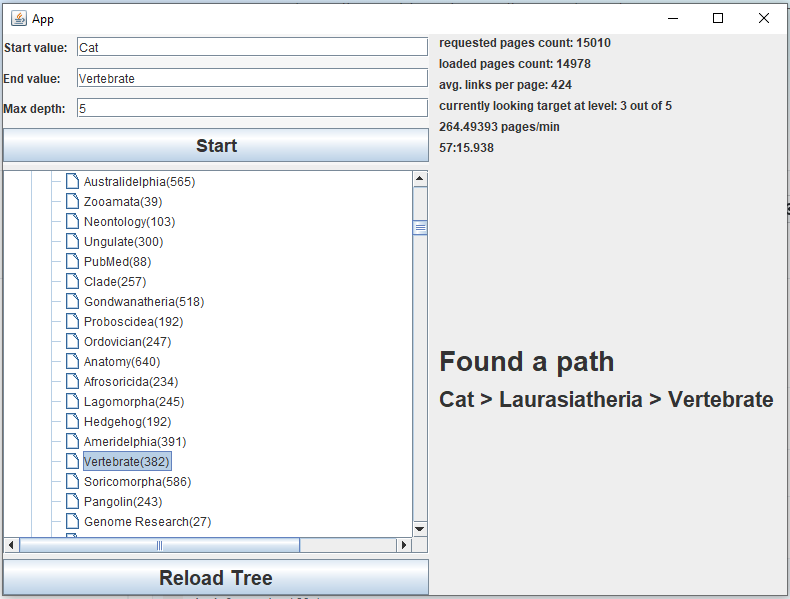 App
Start value: Cat
End value: Vertebrate
Max depth: 5
Start
Australidelphia(565)
Zooamata(39)
Neontology(103)
Ungulate(300)
PubMed(88)
Clade(257)
Gondwanatheria(518)
Proboscidea(192)
Ordovician(247)
Anatomy(640)
Afrosoricida(234)
Lagomorpha(245)
Hedgehog(192)
Ameridelphia(391)
Vertebrate(382)
Soricomorpha(586)
Pangolin(243)
Genome Research(27)
Reload Tree
requested pages count: 15010
loaded pages count: 14978
avg. links per page: 424
currently looking target at level: 3 out of 5
264.49393 pages/min
57:15.938
Found a path
Cat > Laurasiatheria > Vertebrate